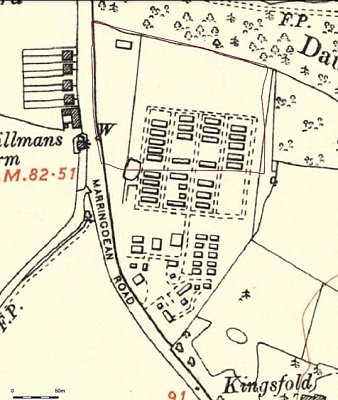 F.P.
Dau
W
illmans
rm
.M.82·51
MARRINGDEAN
ROAD
F.P.
Kingsfold
91
0
50m